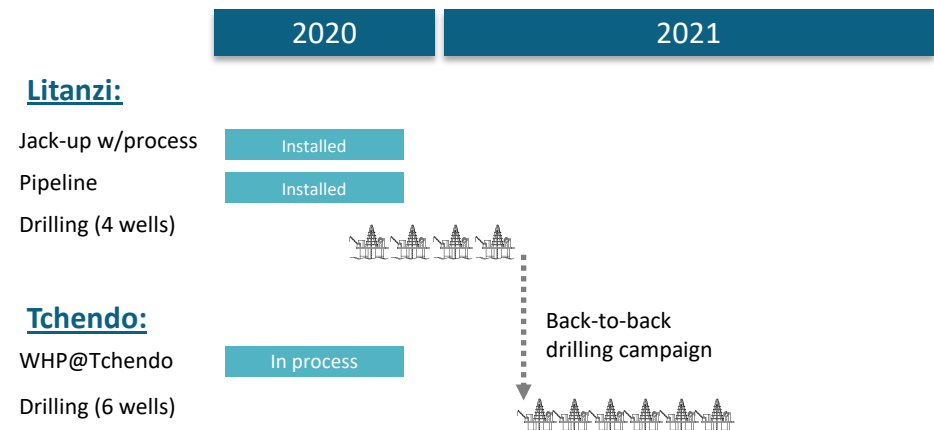 2020
2021
Litanzi:
Jack-up w/process
Installed
Pipeline
Installed
Drilling (4 wells)
Tchendo:
Back-to-back
drilling campaign
WHP@Tchendo
In process
Drilling (6 wells)